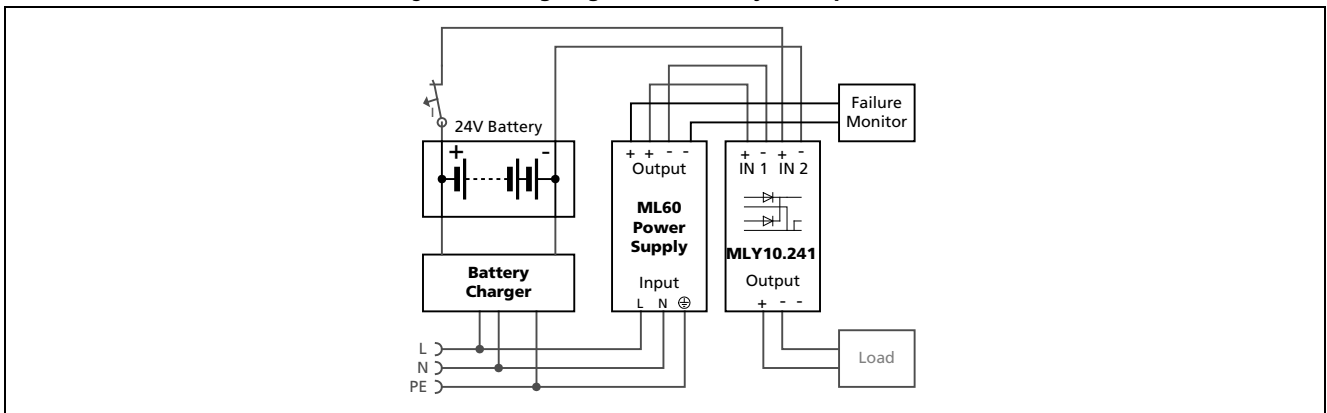 24V Battery
+ -
I
Battery
Charger
L
N
PE
+ + - -
Output
ML60
Power
Supply
Input
L N
+ - + -
IN 1 IN 2
MLY10.241
Output
+ - -
Failure
Monitor
Load